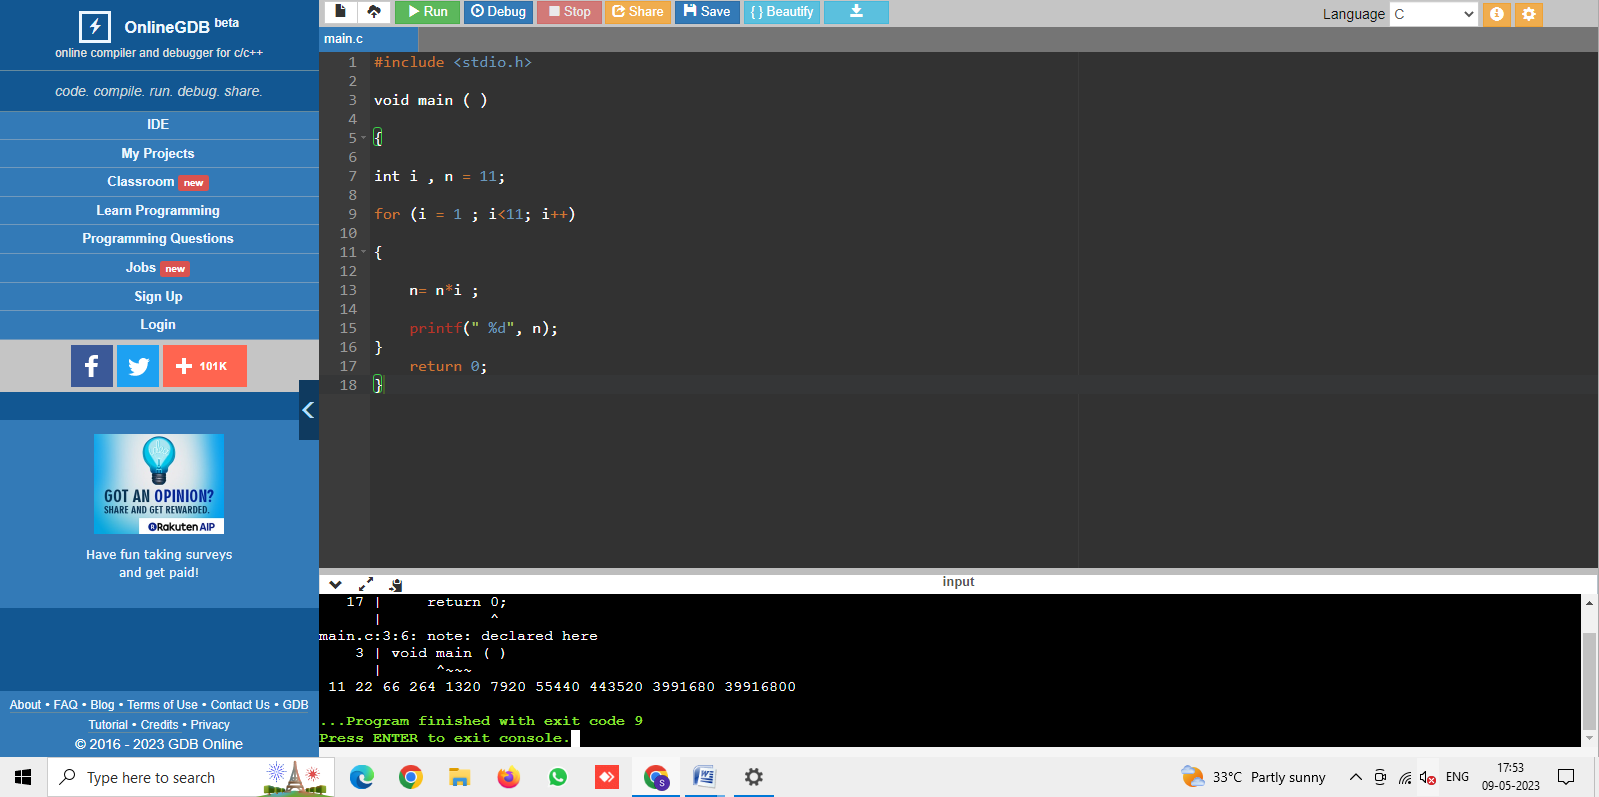 OnlineGDB beta
online compiler and debugger for c/c++
code. compile. run. debug. share.
IDE
My Projects
Classroom new
Learn Programming
Programming Questions
Jobs new
Sign Up
Login
101K
GOT AN OPINION?
SHARE AND GET REWARDED.
Rakuten AIP
Have fun taking surveys
and get paid!
About • FAQ • Blog • Terms of Use • Contact Us • GDB
Tutorial • Credits • Privacy
© 2016 - 2023 GDB Online
Run Debug Stop Share Save { } Beautify
Language C
main.c
1 #include <stdio.h>
2
3 void main ( )
4
5 {
6
7 int i , n = 11;
8
9 for (i = 1 ; i<11; i++)
10
11 {
12
13 n= n*i ;
14
15 printf(" %d", n);
16 }
17 return 0;
18 }
input
17 | return 0;
| ^
main.c:3:6: note: declared here
3 | void main ( )
| ^~~~
11 22 66 264 1320 7920 55440 443520 3991680 39916800
...Program finished with exit code 9
Press ENTER to exit console.
Type here to search
33°C Partly sunny
ENG
17:53
09-05-2023